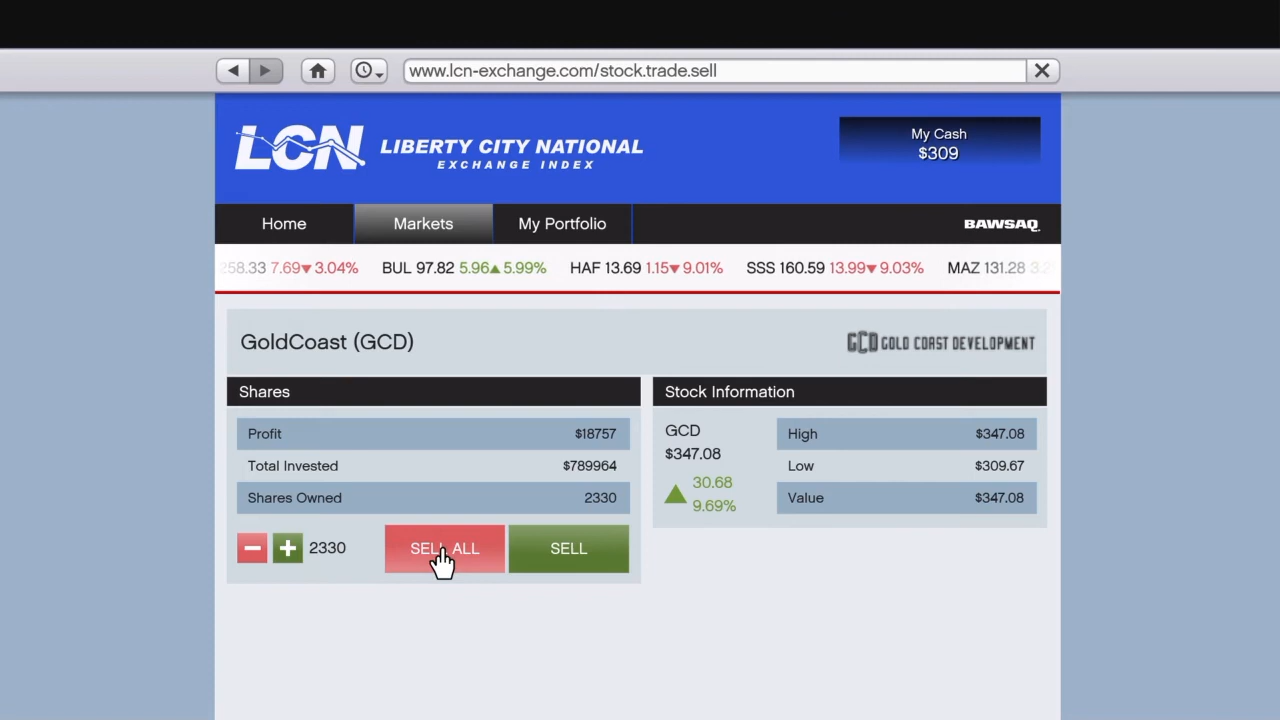 www.lcn-exchange.com/stock.trade.sell
LCN LIBERTY CITY NATIONAL
EXCHANGE INDEX
My Cash
$309
Home Markets My Portfolio BAWSAQ
258.33 7.69▼3.04% BUL 97.82 5.96▲5.99% HAF 13.69 1.15▼9.01% SSS 160.59 13.99▼9.03% MAZ 131.28
GoldCoast (GCD)
GCD GOLD COAST DEVELOPMENT
Shares
Profit $18757
Total Invested $789964
Shares Owned 2330
2330 SELL ALL SELL
Stock Information
GCD
$347.08
30.68
9.69%
High $347.08
Low $309.67
Value $347.08